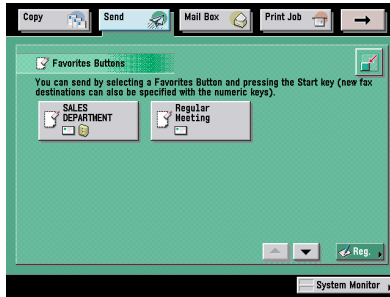 Copy
Send
Mail Box
Print Job
Favorites Buttons
You can send by selecting a Favorites Button and pressing the Start key (new fax
destinations can also be specified with the numeric keys).
SALES
DEPARTMENT
Regular
Meeting
Reg.
System Monitor